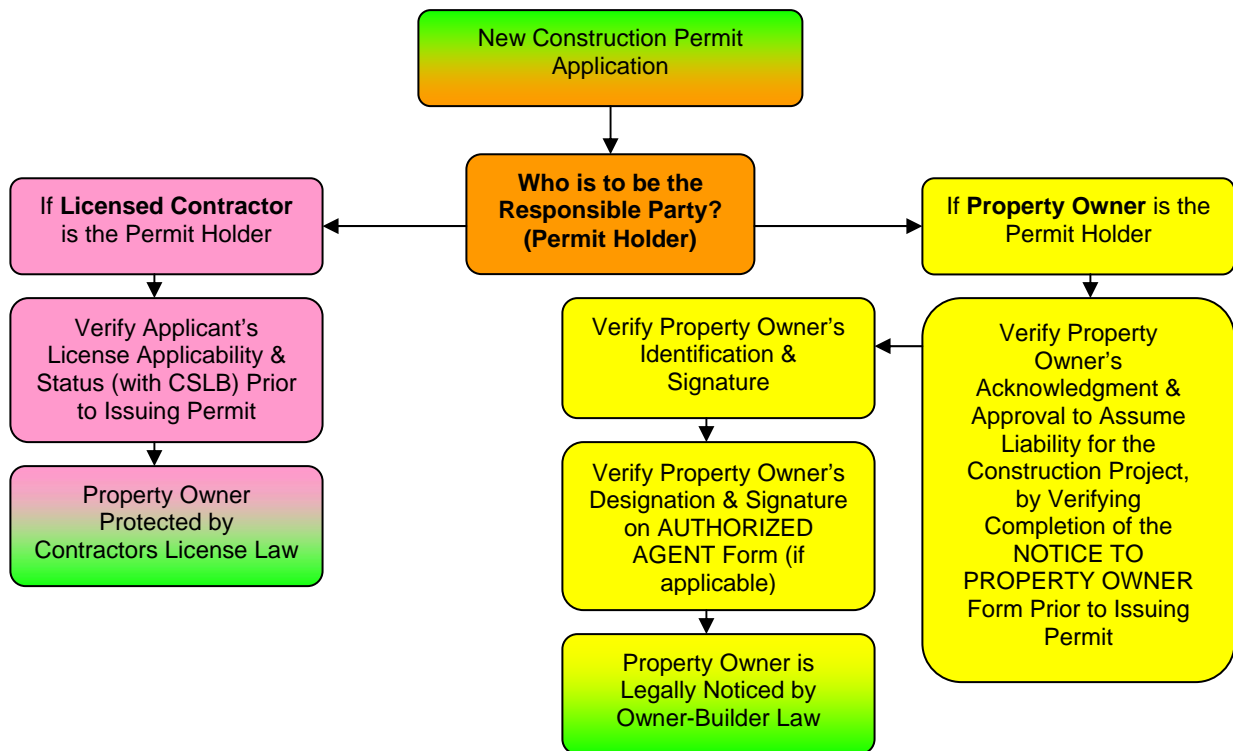 New Construction Permit
Application
Who is to be the
Responsible Party?
(Permit Holder)
If Licensed Contractor
is the Permit Holder
Verify Applicant’s
License Applicability &
Status (with CSLB) Prior
to Issuing Permit
Property Owner
Protected by
Contractors License Law
If Property Owner is the
Permit Holder
Verify Property
Owner’s
Acknowledgment &
Approval to Assume
Liability for the
Construction Project,
by Verifying
Completion of the
NOTICE TO
PROPERTY OWNER
Form Prior to Issuing
Permit
Verify Property Owner’s
Identification &
Signature
Verify Property Owner’s
Designation & Signature
on AUTHORIZED
AGENT Form (if
applicable)
Property Owner is
Legally Noticed by
Owner-Builder Law